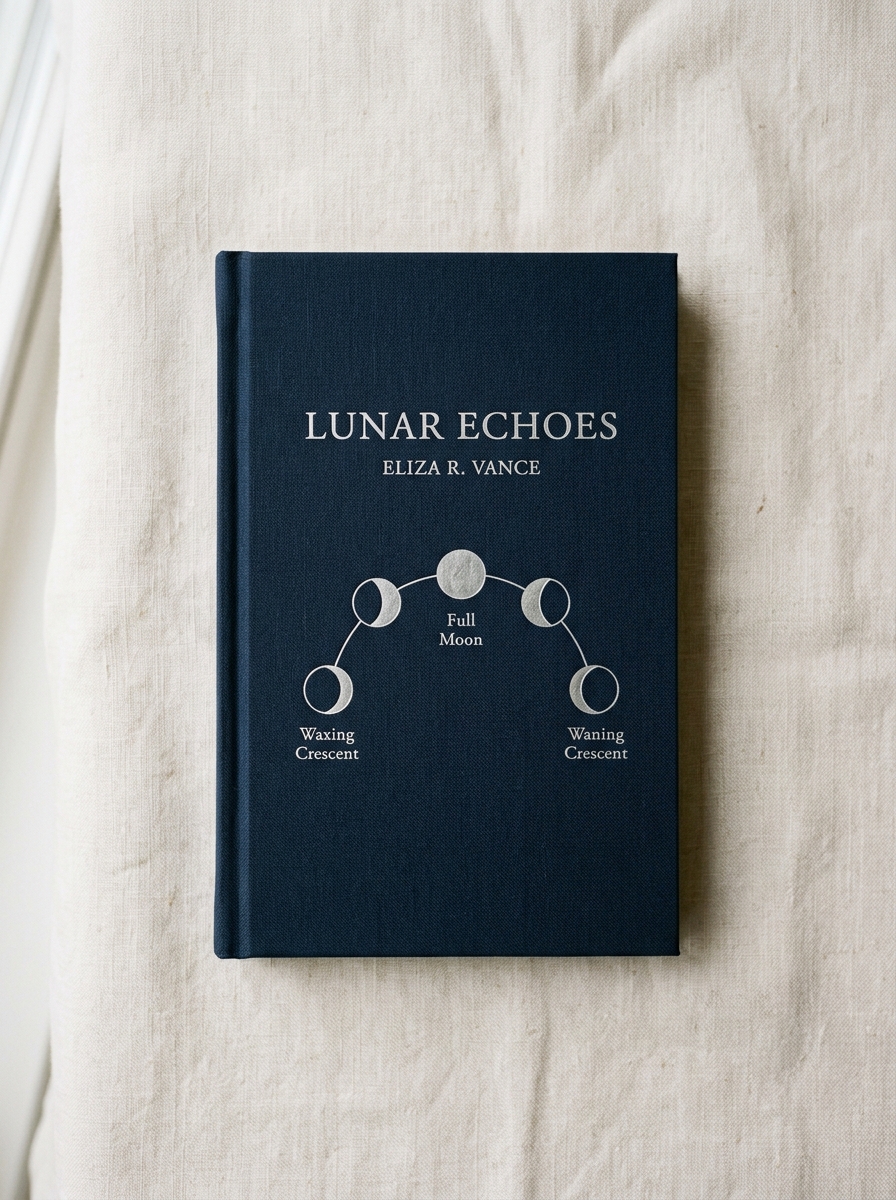 LUNAR ECHOES
ELIZA R. VANCE
Full
Moon
Waxing
Crescent
Waning
Crescent